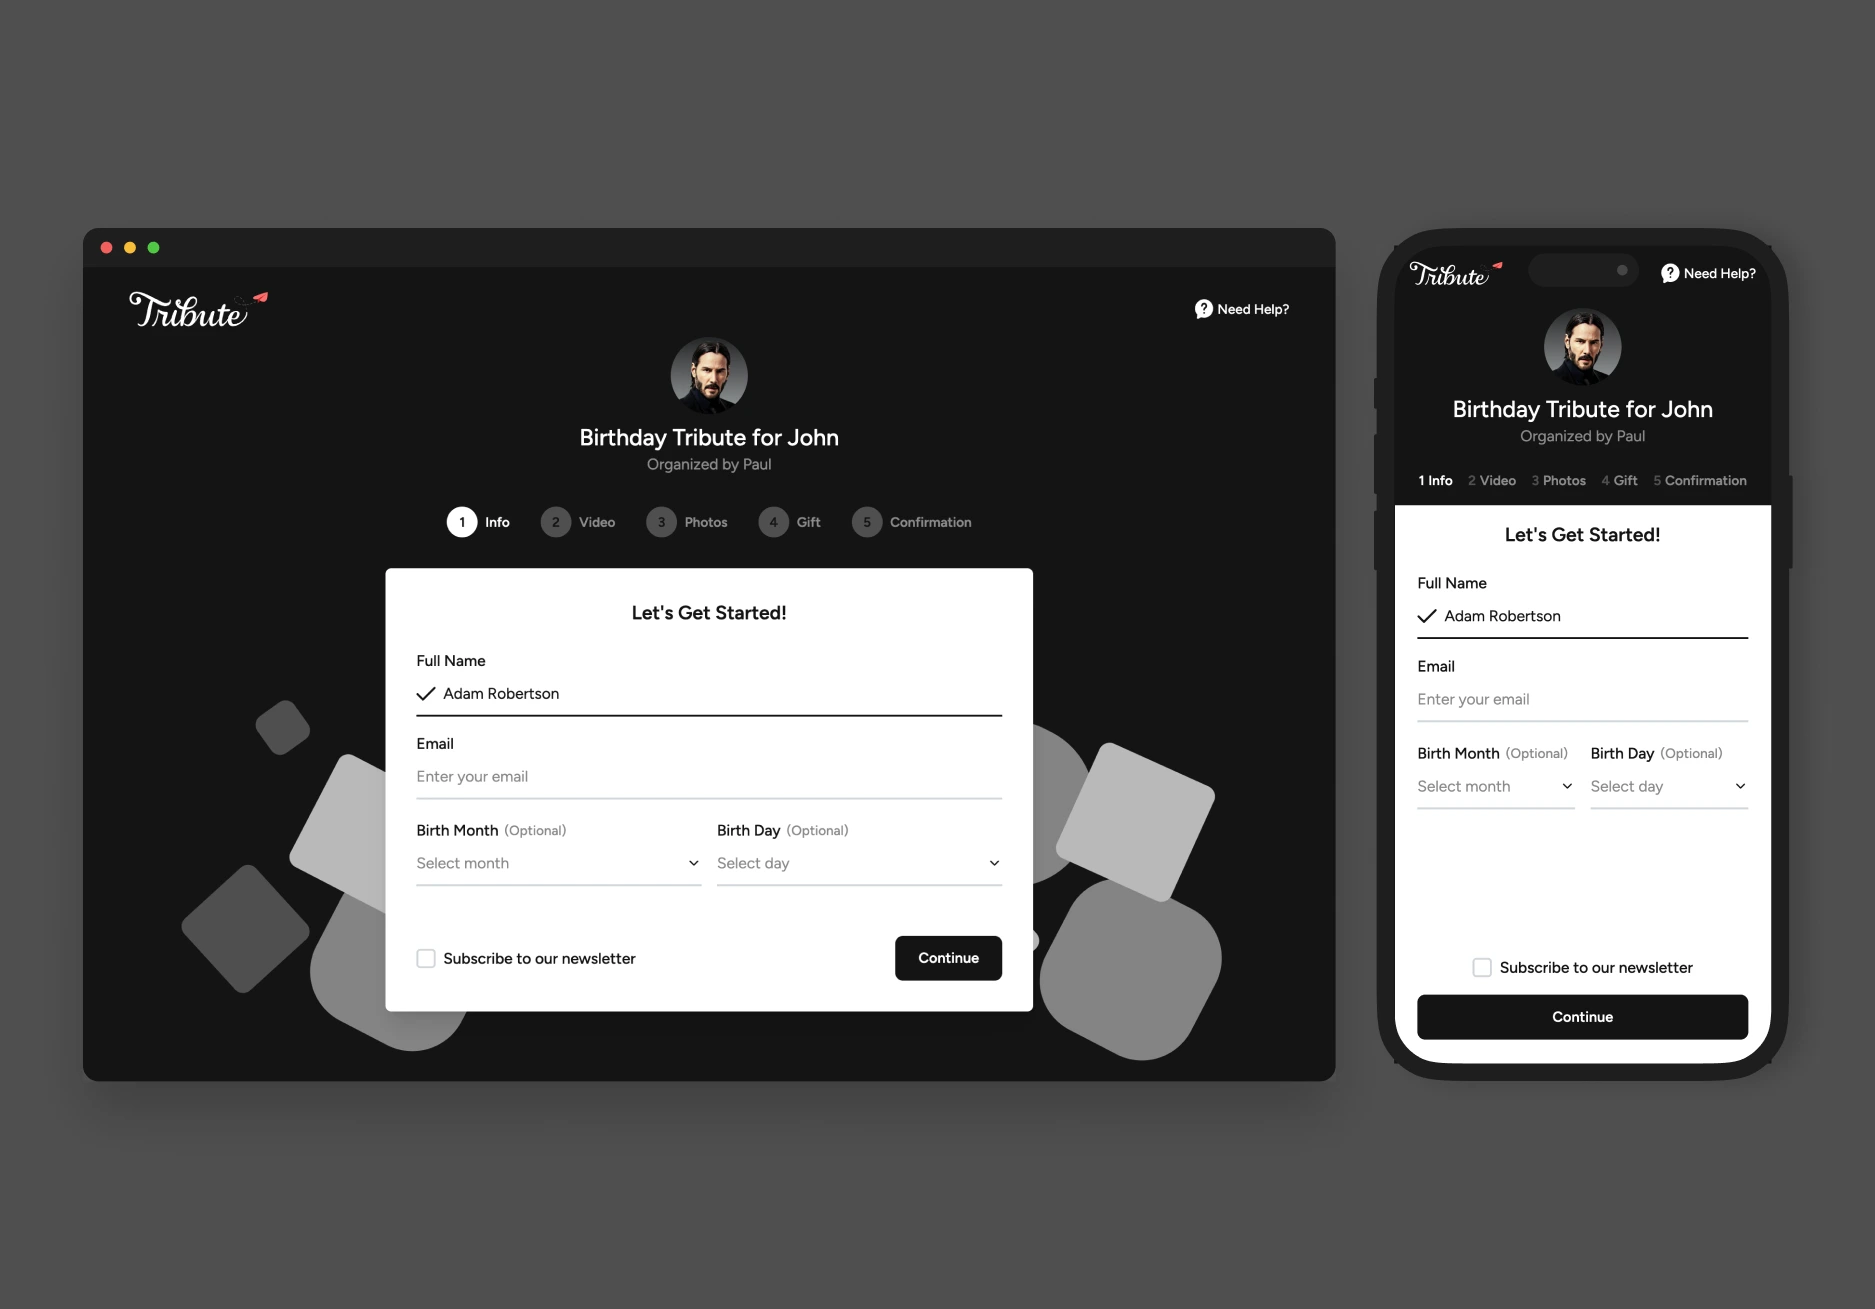 Tribute
Need Help?
Birthday Tribute for John
Organized by Paul
1 Info 2 Video 3 Photos 4 Gift 5 Confirmation
Let's Get Started!
Full Name
Adam Robertson
Email
Enter your email
Birth Month (Optional) Birth Day (Optional)
Select month Select day
Subscribe to our newsletter Continue
Tribute
Need Help?
Birthday Tribute for John
Organized by Paul
1 Info 2 Video 3 Photos 4 Gift 5 Confirmation
Let's Get Started!
Full Name
Adam Robertson
Email
Enter your email
Birth Month (Optional) Birth Day (Optional)
Select month Select day
Subscribe to our newsletter
Continue